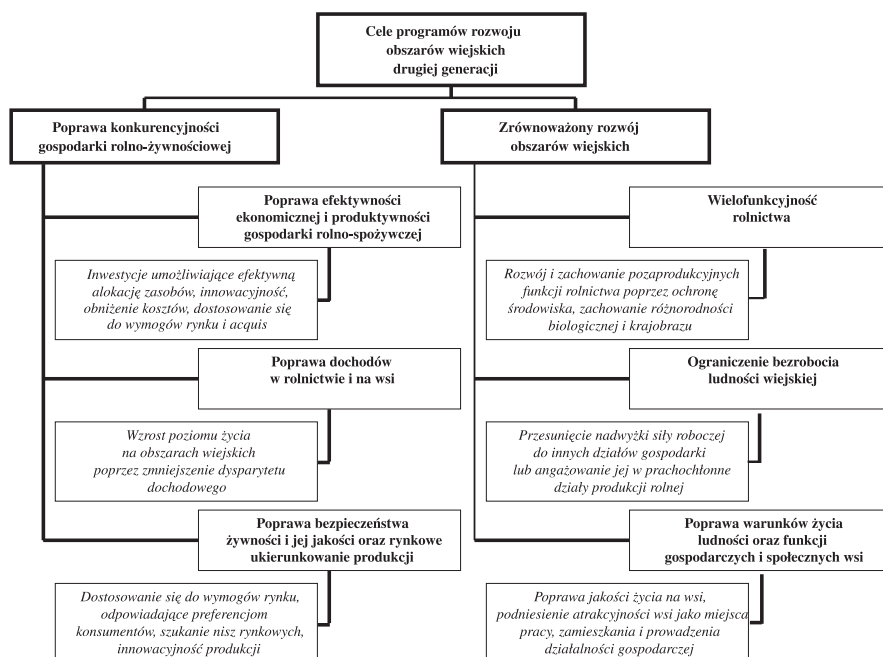 Cele programów rozwoju
obszarów wiejskich
drugiej generacji
Poprawa konkurencyjności
gospodarki rolno-żywnościowej
Zrównoważony rozwój
obszarów wiejskich
Poprawa efektywności
ekonomicznej i produktywności
gospodarki rolno-spożywczej
Inwestycje umożliwiające efektywną
alokację zasobów, innowacyjność,
obniżenie kosztów, dostosowanie się
do wymogów rynku i acquis
Poprawa dochodów
w rolnictwie i na wsi
Wzrost poziomu życia
na obszarach wiejskich
poprzez zmniejszenie dysparytetu
dochodowego
Poprawa bezpieczeństwa
żywności i jej jakości oraz rynkowe
ukierunkowanie produkcji
Dostosowanie się do wymogów rynku,
odpowiadające preferencjom
konsumentów, szukanie nisz rynkowych,
innowacyjność produkcji
Wielofunkcyjność
rolnictwa
Rozwój i zachowanie pozaprodukcyjnych
funkcji rolnictwa poprzez ochronę
środowiska, zachowanie różnorodności
biologicznej i krajobrazu
Ograniczenie bezrobocia
ludności wiejskiej
Przesunięcie nadwyżki siły roboczej
do innych działów gospodarki
lub angażowanie jej w prachochłonne
działy produkcji rolnej
Poprawa warunków życia
ludności oraz funkcji
gospodarczych i społecznych wsi
Poprawa jakości życia na wsi,
podniesienie atrakcyjności wsi jako miejsca
pracy, zamieszkania i prowadzenia
działalności gospodarczej